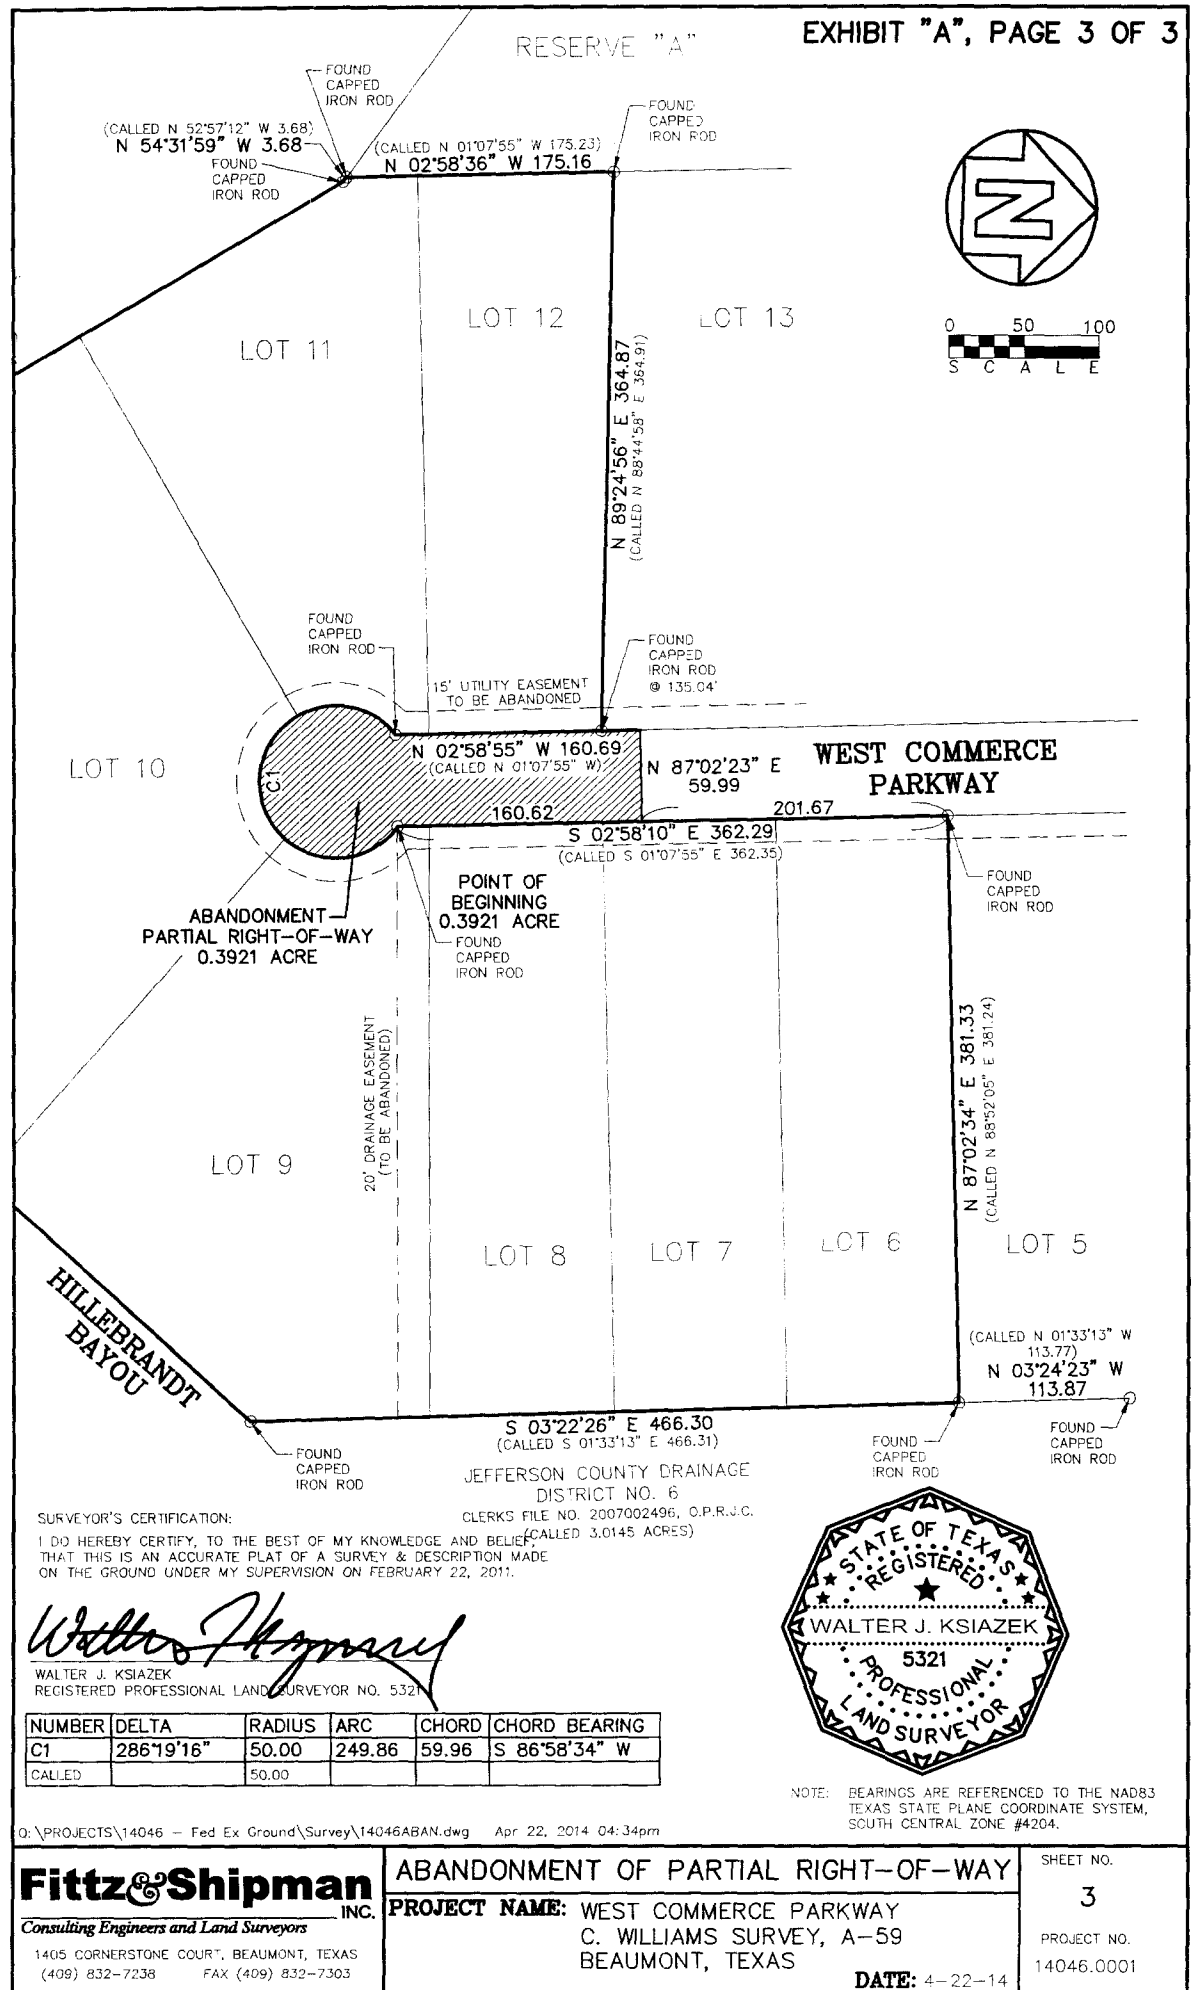 EXHIBIT "A", PAGE 3 OF 3
RESERVE "A"
FOUND
CAPPED
IRON ROD
(CALLED N 52°57'12" W 3.68)
N 54°31'59" W 3.68
FOUND
CAPPED
IRON ROD
(CALLED N 01°07'55" W 175.23)
N 02°58'36" W 175.16
FOUND
CAPPED
IRON ROD
N
0 50 100
S C A L E
LOT 12
LOT 13
LOT 11
N 89°24'56" E 364.87
(CALLED N 88°44'58" E 364.91)
FOUND
CAPPED
IRON ROD
FOUND
CAPPED
IRON ROD
@ 135.04'
15' UTILITY EASEMENT
TO BE ABANDONED
LOT 10
C1
N 02°58'55" W 160.69
(CALLED N 01°07'55" W)
N 87°02'23" E
59.99
WEST COMMERCE
PARKWAY
160.62
201.67
S 02°58'10" E 362.29
(CALLED S 01°07'55" E 362.35)
POINT OF
BEGINNING
0.3921 ACRE
FOUND
CAPPED
IRON ROD
ABANDONMENT
PARTIAL RIGHT-OF-WAY
0.3921 ACRE
FOUND
CAPPED
IRON ROD
20' DRAINAGE EASEMENT
(TO BE ABANDONED)
N 87°02'34" E 381.33
(CALLED N 88°52'05" E 381.24)
LOT 9
LOT 8
LOT 7
LOT 6
LOT 5
HILLEBRANDT
BAYOU
(CALLED N 01°33'13" W
113.77)
N 03°24'23" W
113.87
S 03°22'26" E 466.30
(CALLED S 01°33'13" E 466.31)
FOUND
CAPPED
IRON ROD
FOUND
CAPPED
IRON ROD
FOUND
CAPPED
IRON ROD
JEFFERSON COUNTY DRAINAGE
DISTRICT NO. 6
CLERKS FILE NO. 2007002496, O.P.R.J.C.
(CALLED 3.0145 ACRES)
SURVEYOR'S CERTIFICATION:
I DO HEREBY CERTIFY, TO THE BEST OF MY KNOWLEDGE AND BELIEF,
THAT THIS IS AN ACCURATE PLAT OF A SURVEY & DESCRIPTION MADE
ON THE GROUND UNDER MY SUPERVISION ON FEBRUARY 22, 2011.
WALTER J. KSIAZEK
REGISTERED PROFESSIONAL LAND SURVEYOR NO. 5321
STATE OF TEXAS
REGISTERED
WALTER J. KSIAZEK
5321
PROFESSIONAL
LAND SURVEYOR
NUMBER DELTA RADIUS ARC CHORD CHORD BEARING
C1 286°19'16" 50.00 249.86 59.96 S 86°58'34" W
CALLED 50.00
NOTE: BEARINGS ARE REFERENCED TO THE NAD83
TEXAS STATE PLANE COORDINATE SYSTEM,
SOUTH CENTRAL ZONE #4204.
Q:\PROJECTS\14046 - Fed Ex Ground\Survey\14046ABAN.dwg Apr 22, 2014 04:34pm
Fittz&Shipman
INC.
Consulting Engineers and Land Surveyors
1405 CORNERSTONE COURT, BEAUMONT, TEXAS
(409) 832-7238 FAX (409) 832-7303
ABANDONMENT OF PARTIAL RIGHT-OF-WAY
PROJECT NAME: WEST COMMERCE PARKWAY
C. WILLIAMS SURVEY, A-59
BEAUMONT, TEXAS
DATE: 4-22-14
SHEET NO.
3
PROJECT NO.
14046.0001